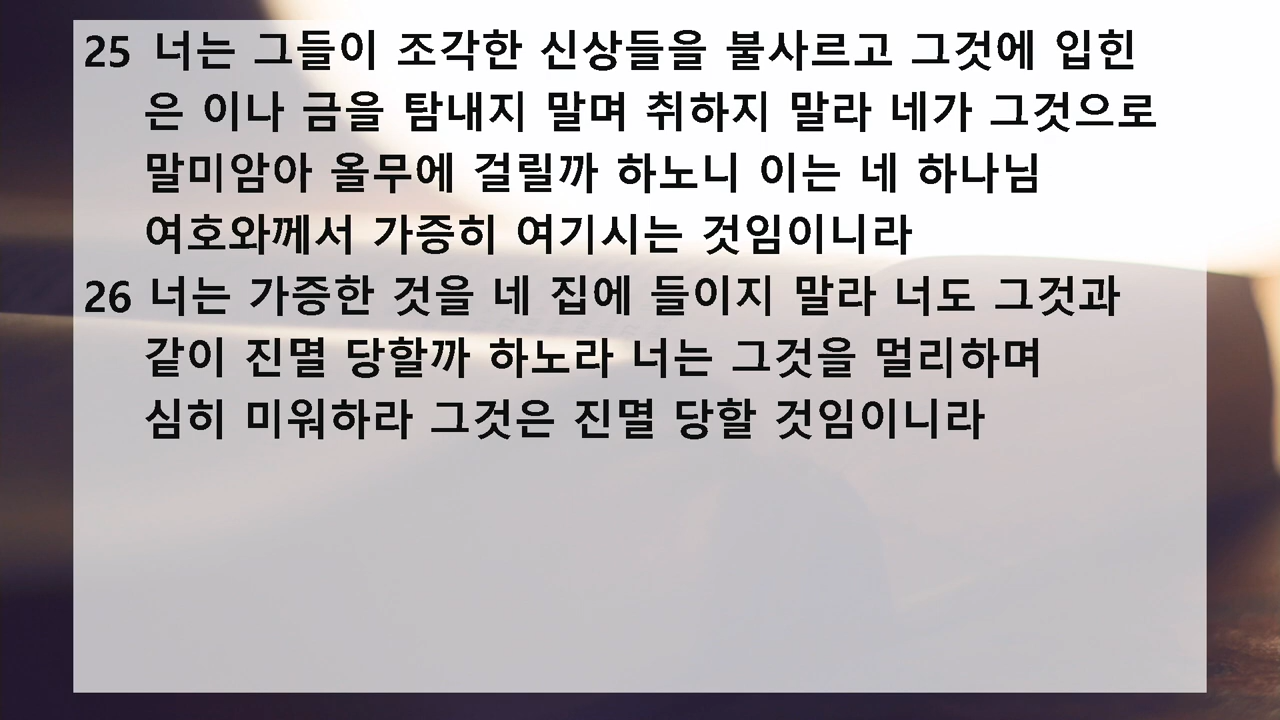 25 너는 그들이 조각한 신상들을 불사르고 그것에 입힌
은 이나 금을 탐내지 말며 취하지 말라 네가 그것으로
말미암아 올무에 걸릴까 하노니 이는 네 하나님
여호와께서 가증히 여기시는 것임이니라
26 너는 가증한 것을 네 집에 들이지 말라 너도 그것과
같이 진멸 당할까 하노라 너는 그것을 멀리하며
심히 미워하라 그것은 진멸 당할 것임이니라